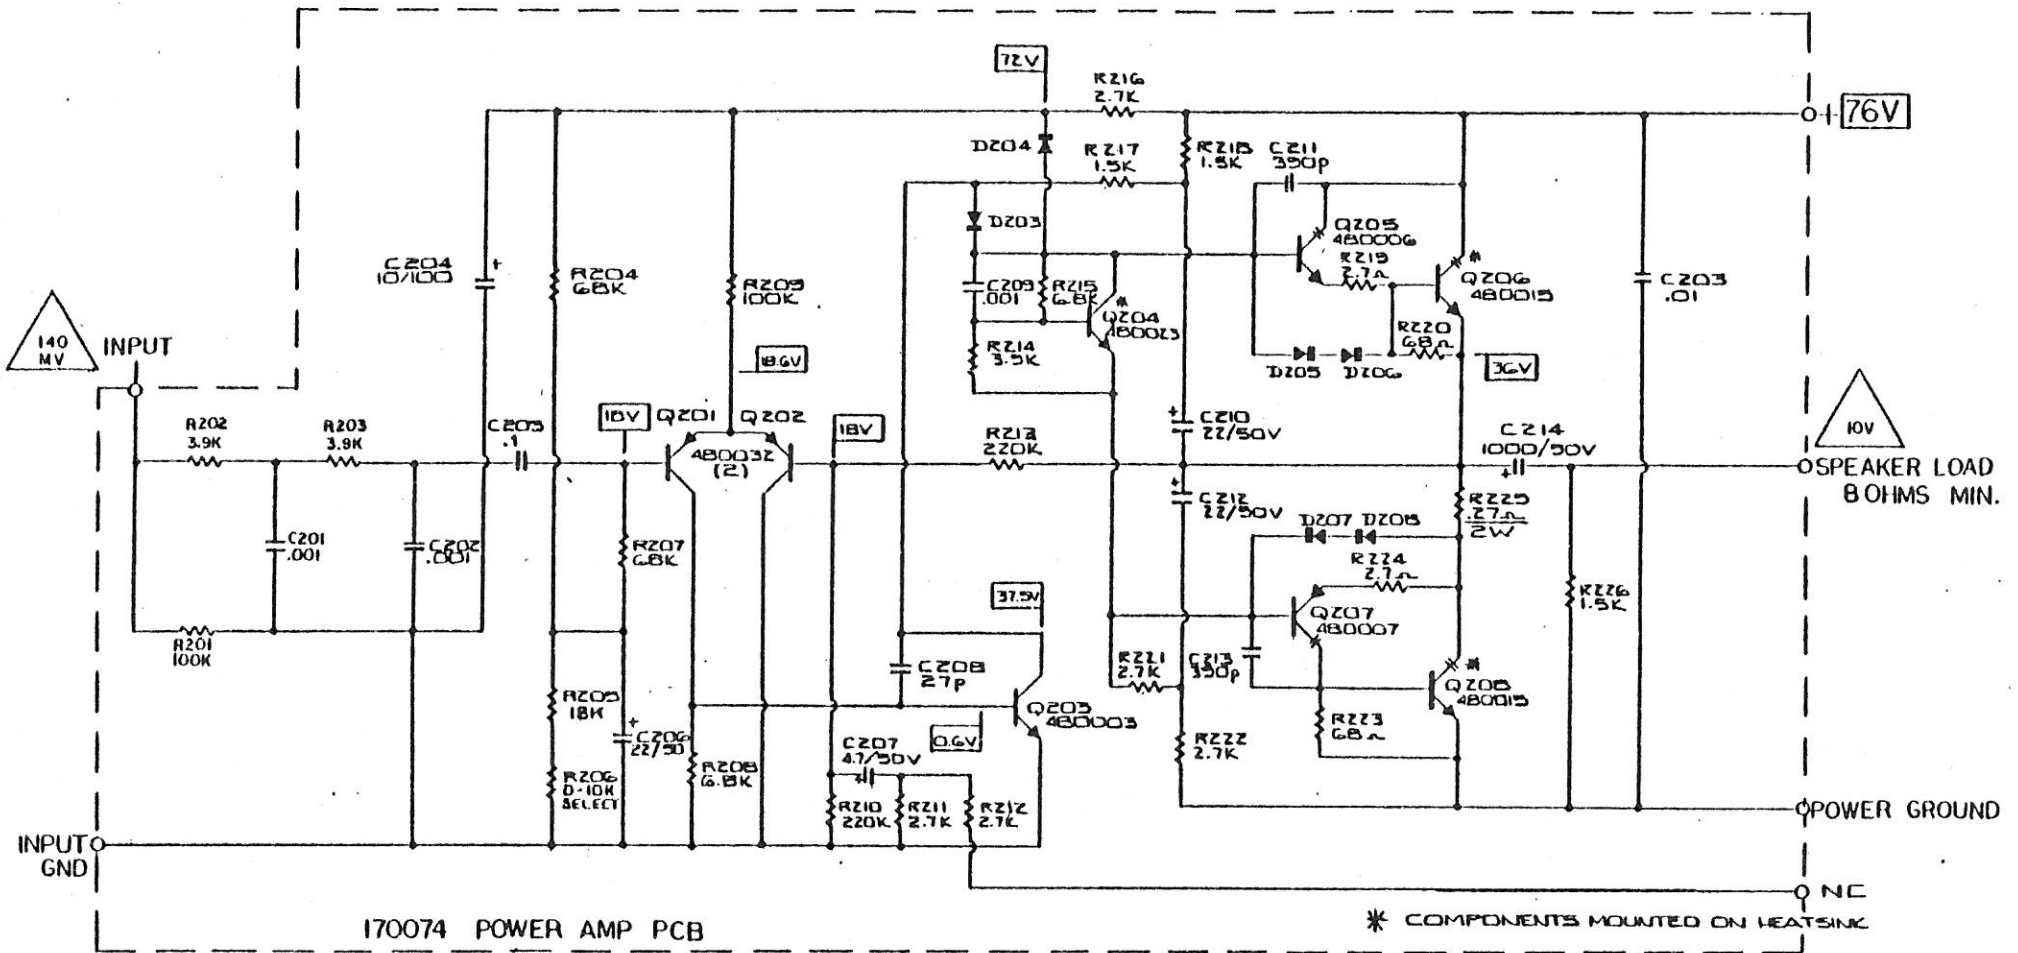 72V
R216
2.7K
+76V
D204
R217
1.5K
R218
1.5K
C211
390p
D203
Q205
480006
R219
2.7Ω
C204
10/100
+
R204
68K
R209
100K
C209
.001
R215
6.8K
*
Q204
480023
*
Q206
480015
C203
.01
140
MV
INPUT
R214
3.9K
R220
68Ω
18.6V
D205
D206
36V
R202
3.9K
R203
3.9K
C205
.1
18V
Q201
Q202
480032
(2)
18V
R213
220K
+
C210
22/50V
C214
1000/50V
+
10V
SPEAKER LOAD
8 OHMS MIN.
+
C212
22/50V
R225
.27Ω
2W
D207
D208
C201
.001
C202
.001
R207
68K
R224
2.7Ω
37.5V
Q207
480007
R226
1.5K
R201
100K
C208
27p
R221
2.7K
C213
390p
*
Q208
480015
R205
18K
+
C206
22/50
Q203
480003
0.6V
R223
68Ω
R222
2.7K
C207
4.7/50V
+
R206
0-10K
SELECT
R208
6.8K
R210
220K
R211
2.7K
R212
2.7K
POWER GROUND
INPUT
GND
NC
170074 POWER AMP PCB
* COMPONENTS MOUNTED ON HEATSINK